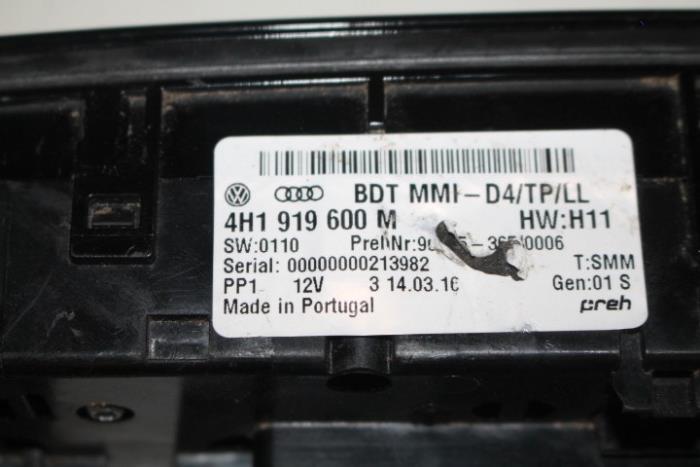 BDT MMI-D4/TP/LL
4H1 919 600 M HW:H11
SW:0110 0006
Serial: 00000000213982 T:SMM
PP1 12V 3 14.03.16 Gen:01 S
Made in Portugal preh